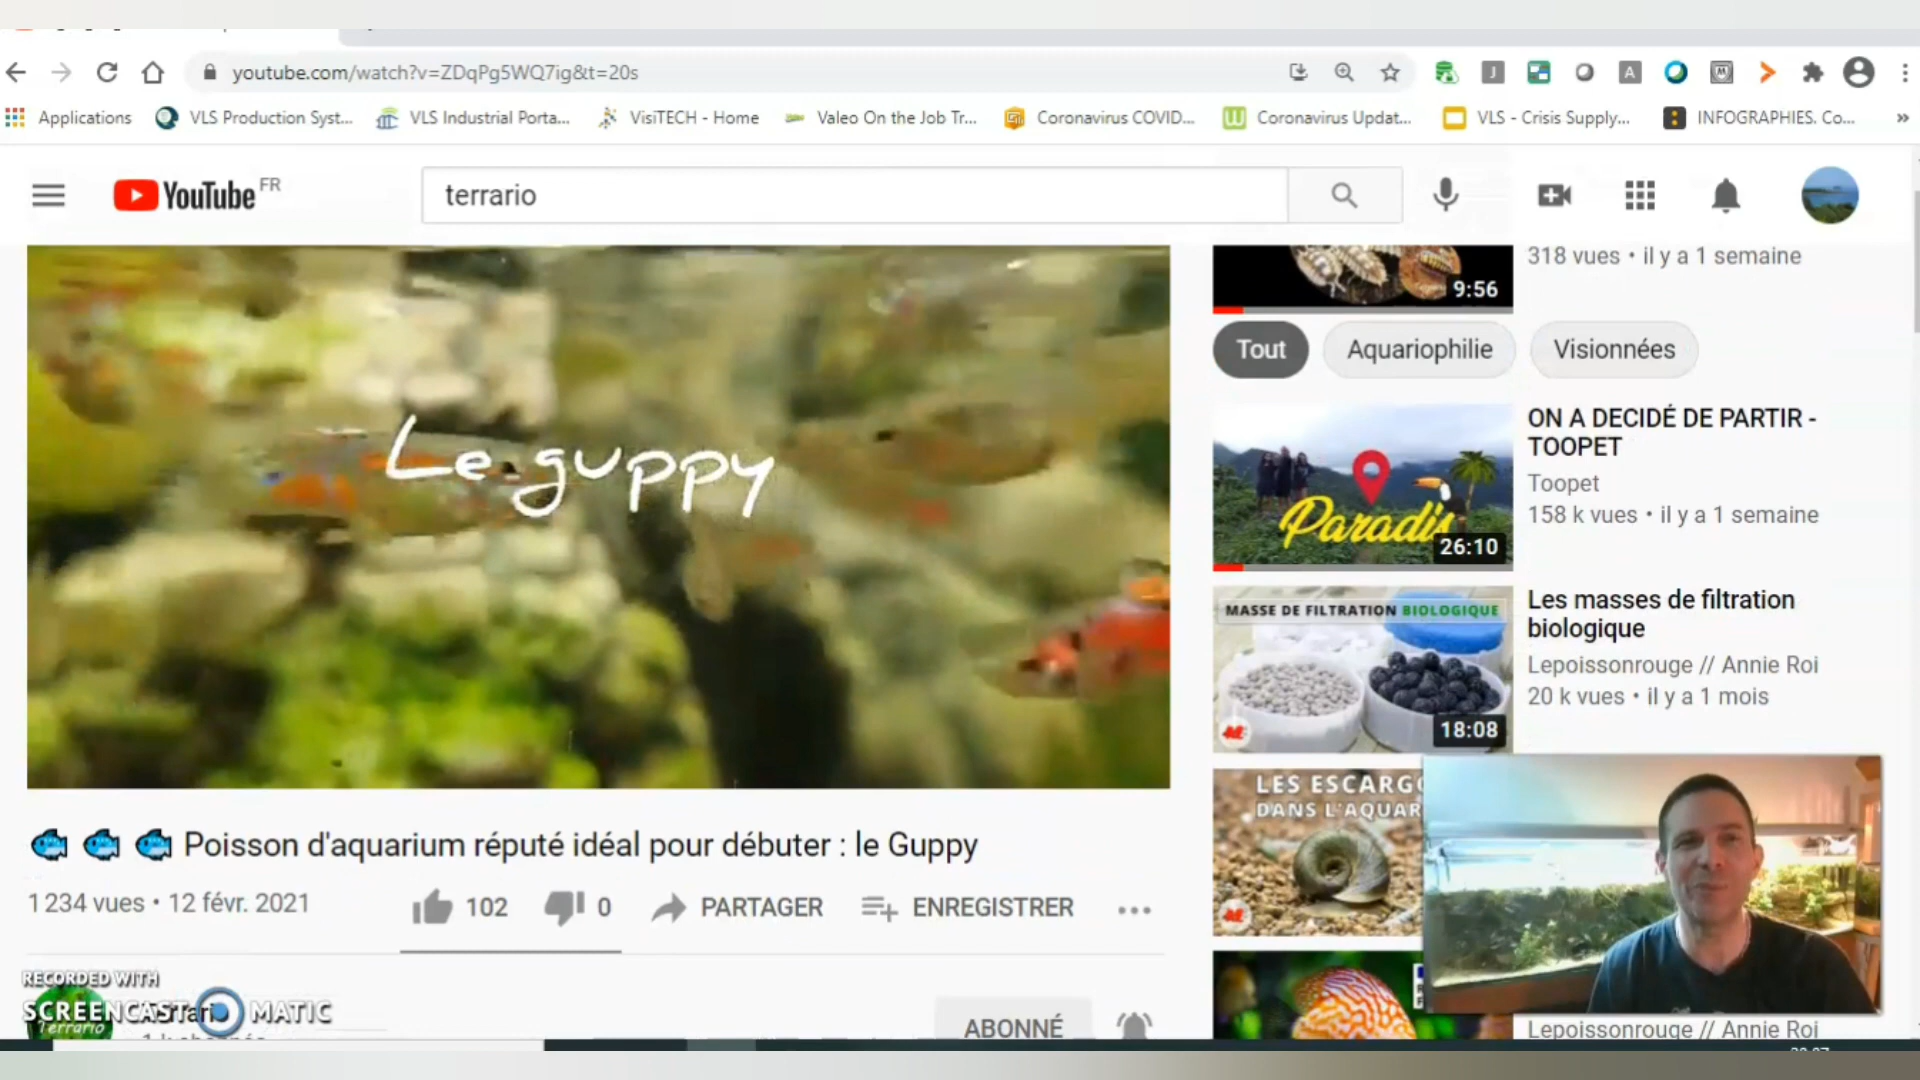 youtube.com/watch?v=ZDqPg5WQ7ig&t=20s
Applications VLS Production Syst... VLS Industrial Porta... VisiTECH - Home Valeo On the Job Tr... Coronavirus COVID... Coronavirus Updat... VLS - Crisis Supply... INFOGRAPHIES. Co... »
YouTube FR
terrario
Le guppy
🐟 🐟 🐟 Poisson d'aquarium réputé idéal pour débuter : le Guppy
1 234 vues • 12 févr. 2021
102 0 PARTAGER ENREGISTRER
RECORDED WITH
SCREENCAST MATIC
Terrario
ABONNÉ
9:56
318 vues • il y a 1 semaine
Tout Aquariophilie Visionnées
Paradis
26:10
ON A DECIDÉ DE PARTIR -
TOOPET
Toopet
158 k vues • il y a 1 semaine
MASSE DE FILTRATION BIOLOGIQUE
18:08
Les masses de filtration
biologique
Lepoissonrouge // Annie Roi
20 k vues • il y a 1 mois
LES ESCARG
DANS L'AQUAR
Lepoissonrouge // Annie Roi